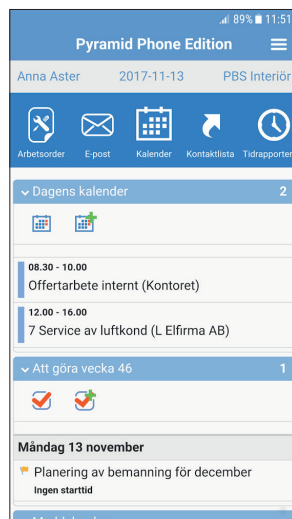 89% 11:51
Pyramid Phone Edition
Anna Aster 2017-11-13 PBS Interiör
Arbetsorder E-post Kalender Kontaktlista Tidrapporter
Dagens kalender 2
08.30 - 10.00
Offertarbete internt (Kontoret)
12.00 - 16.00
7 Service av luftkond (L Elfirma AB)
Att göra vecka 46 1
Måndag 13 november
Planering av bemanning för december
Ingen starttid